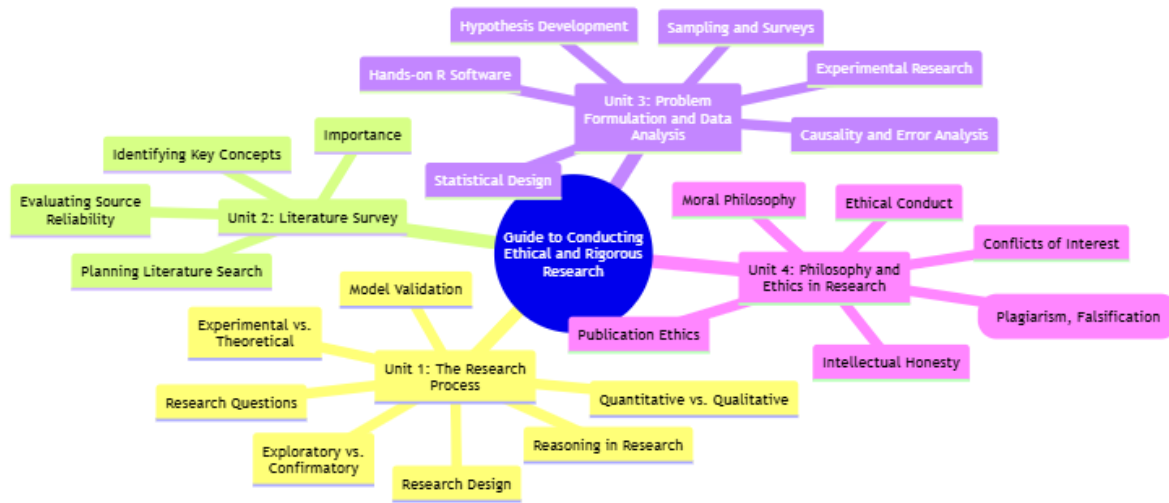 Hypothesis Development
Sampling and Surveys
Hands-on R Software
Experimental Research
Unit 3: Problem
Formulation and Data
Analysis
Causality and Error Analysis
Statistical Design
Importance
Identifying Key Concepts
Evaluating Source
Reliability
Unit 2: Literature Survey
Planning Literature Search
Guide to Conducting
Ethical and Rigorous
Research
Moral Philosophy
Ethical Conduct
Conflicts of Interest
Unit 4: Philosophy and
Ethics in Research
Plagiarism, Falsification
Publication Ethics
Intellectual Honesty
Model Validation
Experimental vs.
Theoretical
Unit 1: The Research
Process
Research Questions
Quantitative vs. Qualitative
Exploratory vs.
Confirmatory
Reasoning in Research
Research Design